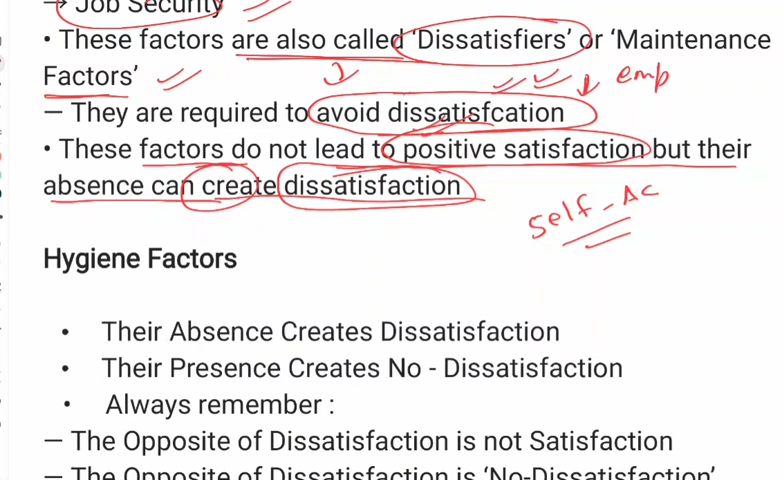 → Job Security
• These factors are also called ‘Dissatisfiers’ or ‘Maintenance
Factors’
emp
— They are required to avoid dissatisfcation
• These factors do not lead to positive satisfaction but their
absence can create dissatisfaction
Self - Ac
Hygiene Factors
• Their Absence Creates Dissatisfaction
• Their Presence Creates No - Dissatisfaction
• Always remember :
— The Opposite of Dissatisfaction is not Satisfaction
— The Opposite of Dissatisfaction is ‘No-Dissatisfaction’